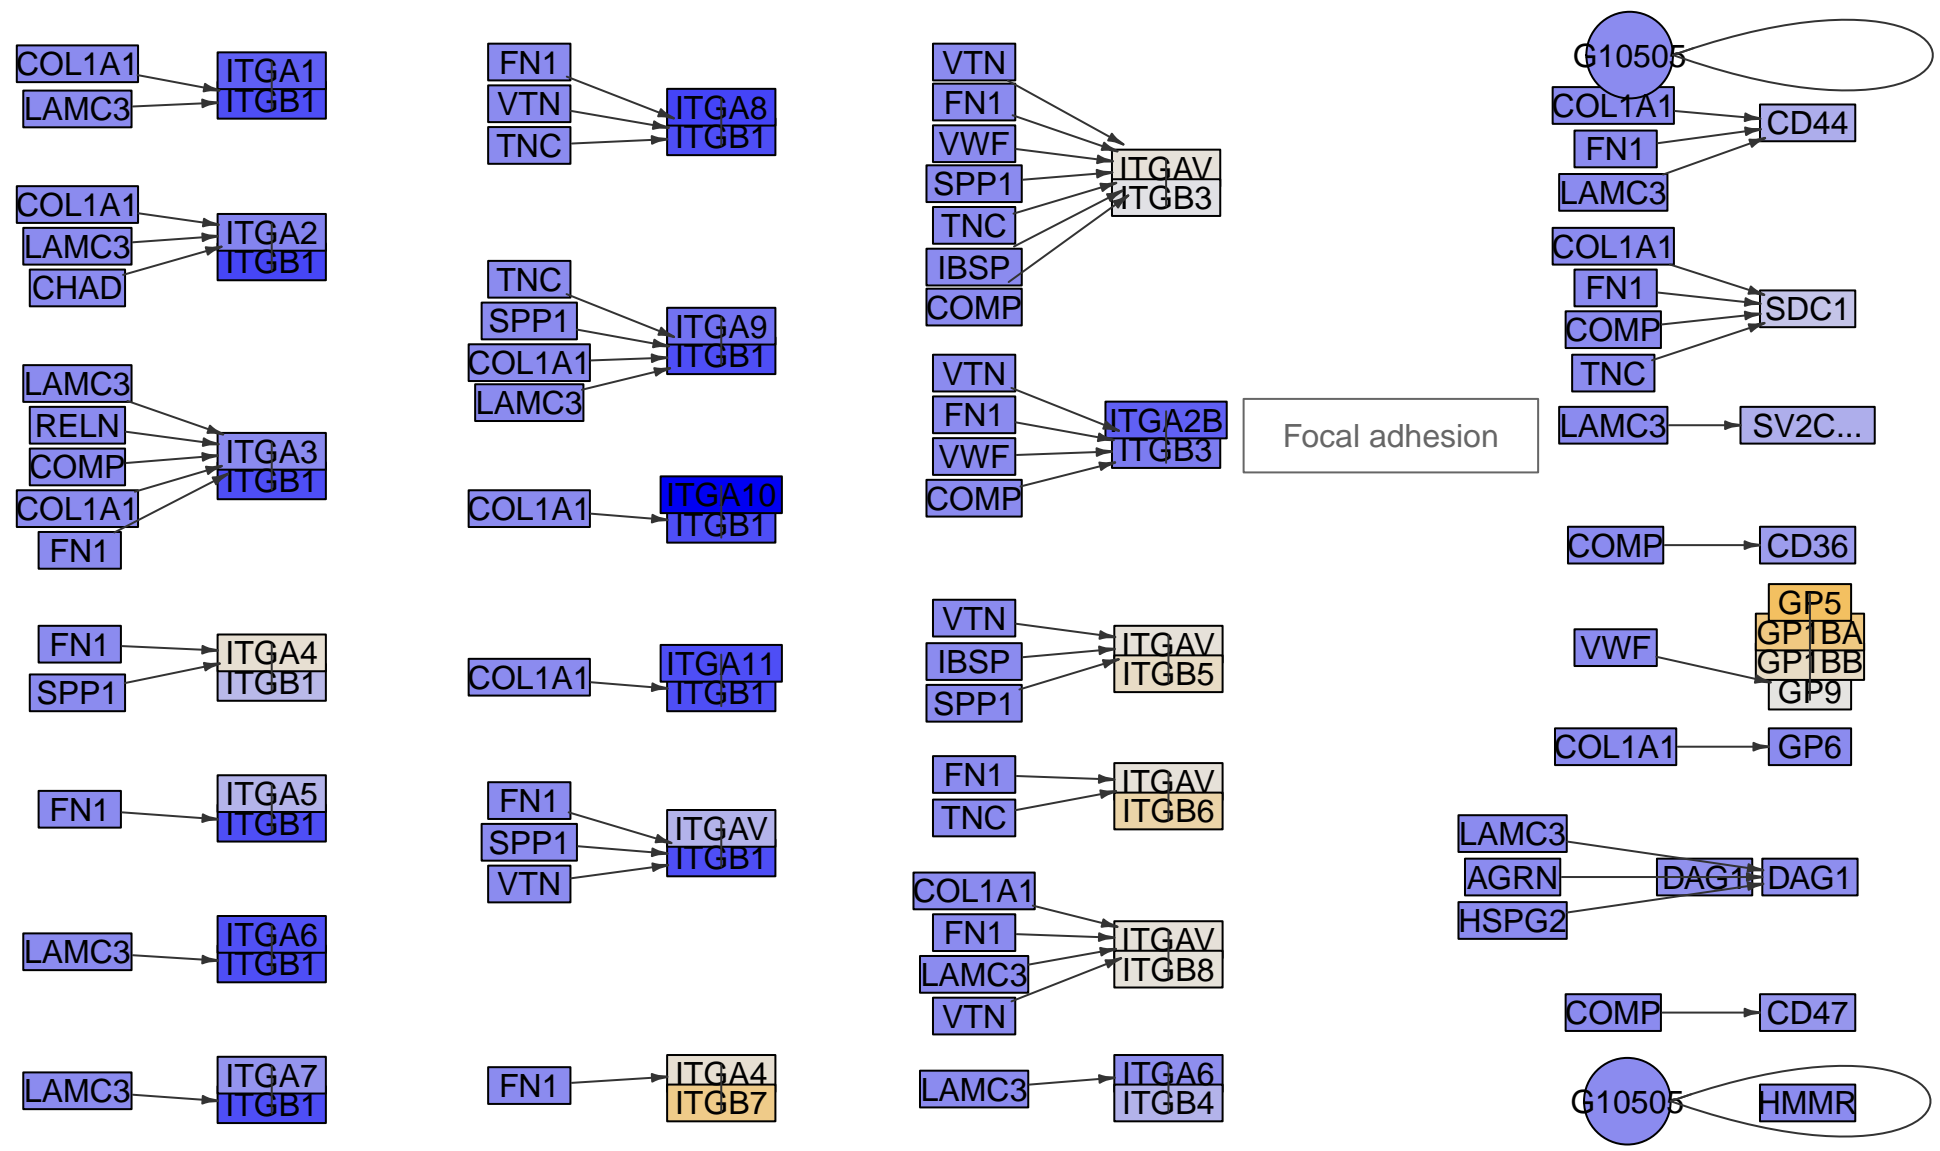 COL1A1
LAMC3
ITGA1
ITGB1
COL1A1
LAMC3
CHAD
ITGA2
ITGB1
LAMC3
RELN
COMP
COL1A1
FN1
ITGA3
ITGB1
FN1
SPP1
ITGA4
ITGB1
FN1
ITGA5
ITGB1
LAMC3
ITGA6
ITGB1
LAMC3
ITGA7
ITGB1
FN1
VTN
TNC
ITGA8
ITGB1
TNC
SPP1
COL1A1
LAMC3
ITGA9
ITGB1
COL1A1
ITGA10
ITGB1
COL1A1
ITGA11
ITGB1
FN1
SPP1
VTN
ITGAV
ITGB1
FN1
ITGA4
ITGB7
VTN
FN1
VWF
SPP1
TNC
IBSP
COMP
ITGAV
ITGB3
VTN
FN1
VWF
COMP
ITGA2B
ITGB3
Focal adhesion
VTN
IBSP
SPP1
ITGAV
ITGB5
FN1
TNC
ITGAV
ITGB6
COL1A1
FN1
LAMC3
VTN
ITGAV
ITGB8
LAMC3
ITGA6
ITGB4
G10505
COL1A1
FN1
LAMC3
CD44
COL1A1
FN1
COMP
TNC
SDC1
LAMC3
SV2C...
COMP
CD36
VWF
GP5
GP1BA
GP1BB
GP9
COL1A1
GP6
LAMC3
AGRN
HSPG2
DAG1
DAG1
COMP
CD47
G10505
HMMR